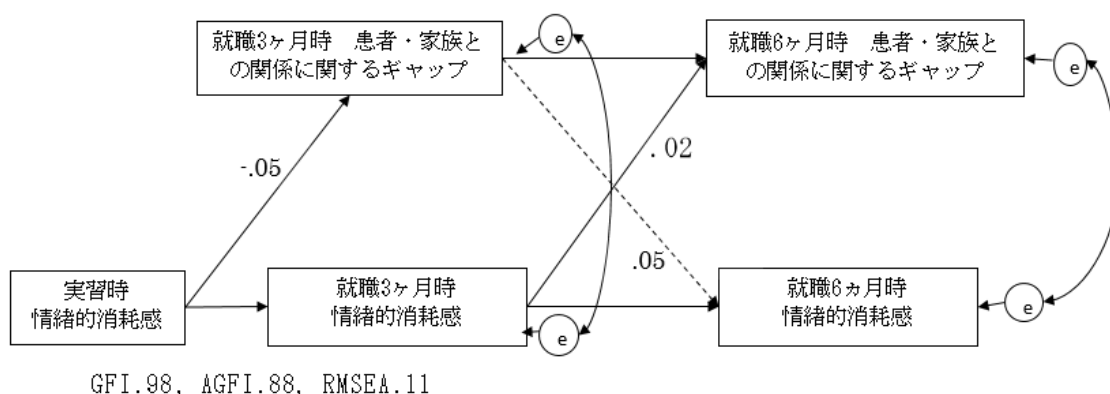 就職3ヶ月時　患者・家族と
の関係に関するギャップ
e
就職6ヶ月時　患者・家族と
の関係に関するギャップ
e
-.05
.02
.05
実習時
情緒的消耗感
就職3ヶ月時
情緒的消耗感
e
就職6ヵ月時
情緒的消耗感
e
GFI.98, AGFI.88, RMSEA.11